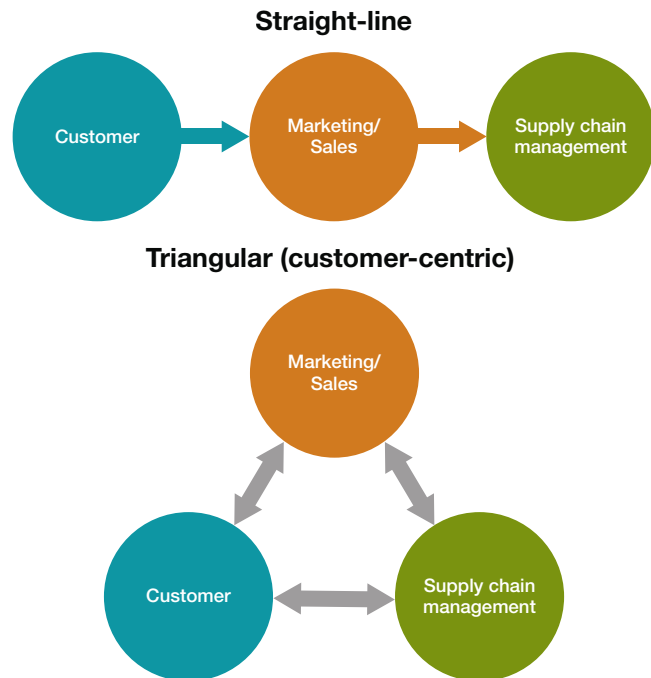 Straight-line
Customer
Marketing/
Sales
Supply chain
management
Triangular (customer-centric)
Marketing/
Sales
Customer
Supply chain
management